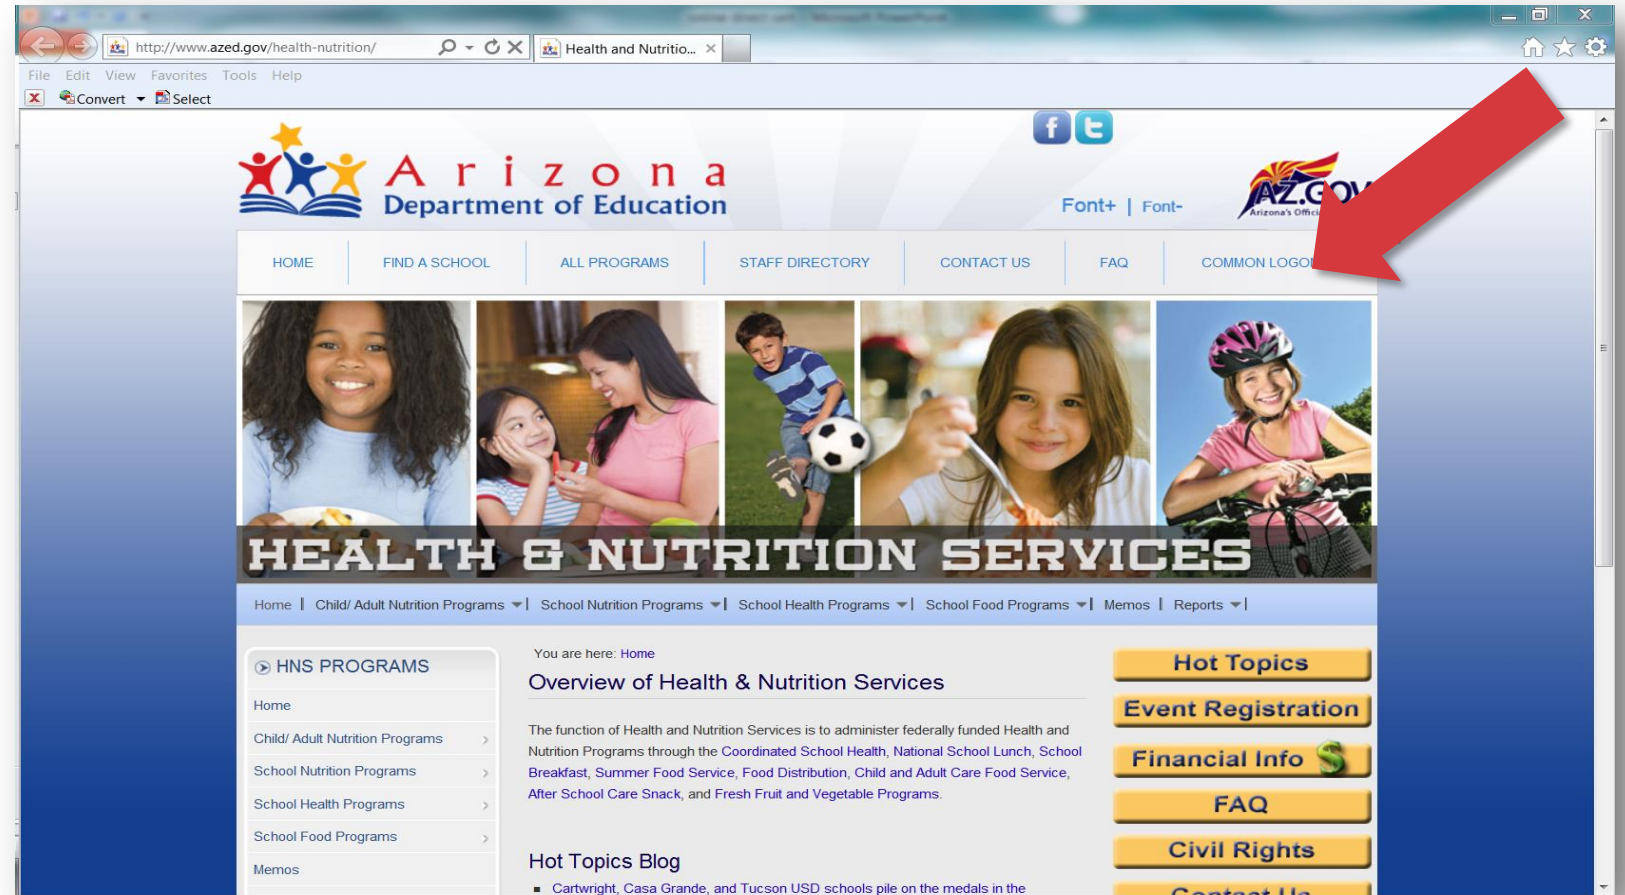 http://www.azed.gov/health-nutrition/
Health and Nutritio...
File Edit View Favorites Tools Help
Convert Select
f t
Arizona
Department of Education
Font+ | Font-
AZ.GOV
Arizona's
HOME FIND A SCHOOL ALL PROGRAMS STAFF DIRECTORY CONTACT US FAQ COMMON LOGON
HEALTH & NUTRITION SERVICES
Home | Child/ Adult Nutrition Programs | School Nutrition Programs | School Health Programs | School Food Programs | Memos | Reports |
HNS PROGRAMS
Home
Child/ Adult Nutrition Programs
School Nutrition Programs
School Health Programs
School Food Programs
Memos
You are here: Home
Overview of Health & Nutrition Services
The function of Health and Nutrition Services is to administer federally funded Health and
Nutrition Programs through the Coordinated School Health, National School Lunch, School
Breakfast, Summer Food Service, Food Distribution, Child and Adult Care Food Service,
After School Care Snack, and Fresh Fruit and Vegetable Programs.
Hot Topics Blog
Cartwright, Casa Grande, and Tucson USD schools pile on the medals in the
Hot Topics
Event Registration
Financial Info $
FAQ
Civil Rights
Contact Us